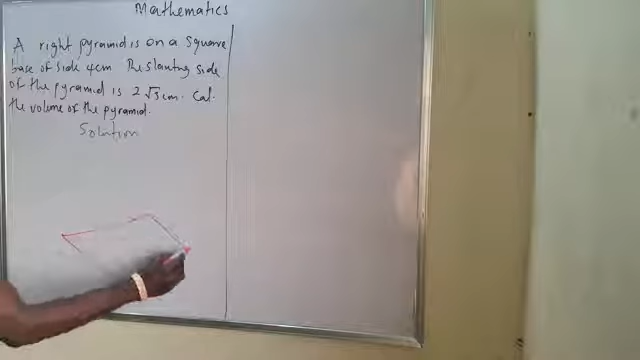 Mathematics
A right pyramid is on a square
base of side 4cm. The slanting side
of the pyramid is 2√3cm. Cal.
the volume of the pyramid.
Solution